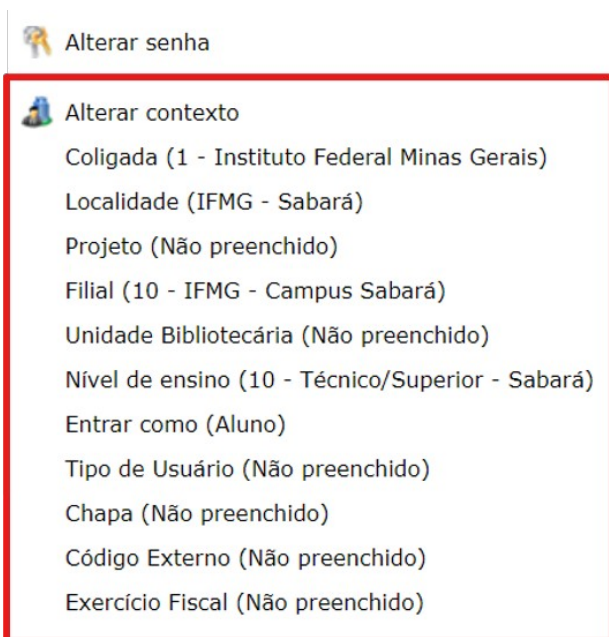 Alterar senha
Alterar contexto
Coligada (1 - Instituto Federal Minas Gerais)
Localidade (IFMG - Sabará)
Projeto (Não preenchido)
Filial (10 - IFMG - Campus Sabará)
Unidade Bibliotecária (Não preenchido)
Nível de ensino (10 - Técnico/Superior - Sabará)
Entrar como (Aluno)
Tipo de Usuário (Não preenchido)
Chapa (Não preenchido)
Código Externo (Não preenchido)
Exercício Fiscal (Não preenchido)